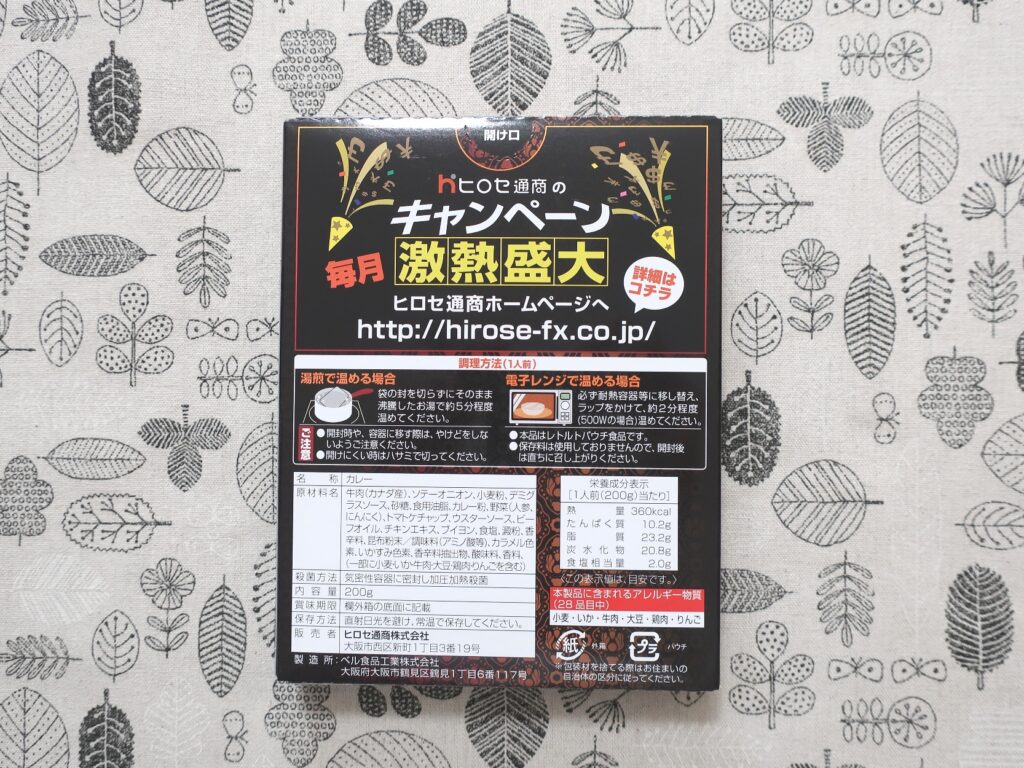 開け口
hヒロセ通商の
キャンペーン
毎月 激熱盛大
詳細は
コチラ
ヒロセ通商ホームページへ
http://hirose-fx.co.jp/
調理方法(1人前)
湯煎で温める場合
袋の封を切らずにそのまま
沸騰したお湯で約5分程度
温めてください。
ご注意
●開封時や、容器に移す際は、やけどをしな
いようご注意ください。
●開けにくい時はハサミで切ってください。
電子レンジで温める場合
必ず耐熱容器等に移し替え、
ラップをかけて、約2分程度
(500Wの場合)温めてください。
●本品はレトルトパウチ食品です。
●保存料は使用しておりませんので、開封後
は直ちに召し上がりください。
名称 カレー
原材料名 牛肉(カナダ産)、ソテーオニオン、小麦粉、デミグ
ラスソース、砂糖、食用油脂、カレー粉、野菜(人参、
にんにく)、トマトケチャップ、ウスターソース、ビー
フオイル、チキンエキス、ブイヨン、食塩、澱粉、香
辛料、昆布粉末/調味料(アミノ酸等)、カラメル色
素、いかすみ色素、香辛料抽出物、酸味料、香料、
(一部に小麦・いか・牛肉・大豆・鶏肉・りんごを含む)
殺菌方法 気密性容器に密封し加圧加熱殺菌
内容量 200g
賞味期限 欄外箱の底面に記載
保存方法 直射日光を避け、常温で保存してください。
販売者 ヒロセ通商株式会社
大阪市西区新町1丁目3番19号
製造所:ベル食品工業株式会社
大阪府大阪市鶴見区鶴見1丁目6番117号
栄養成分表示
[1人前(200g)当たり]
熱量 360kcal
たんぱく質 10.2g
脂質 23.2g
炭水化物 20.8g
食塩相当量 2.0g
〈この表示値は、目安です。〉
本製品に含まれるアレルギー物質
(28品目中)
小麦・いか・牛肉・大豆・鶏肉・りんご
紙 外箱
プラ パウチ
※包装材を捨てる際はお住まいの
自治体の区分に従ってください。